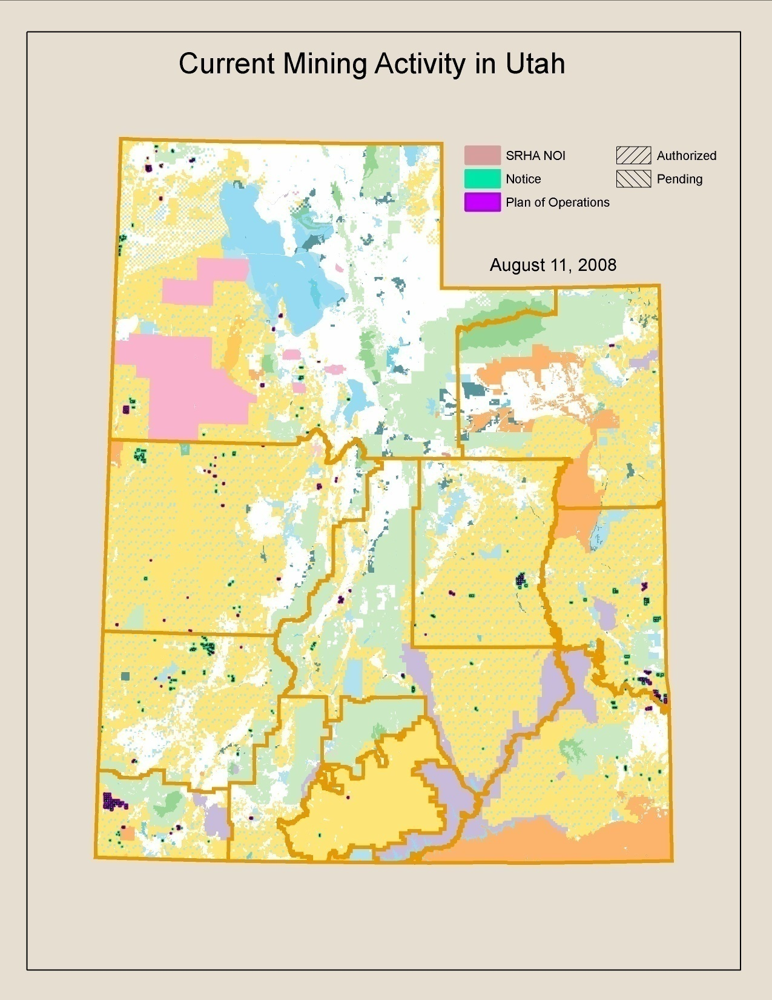 Current Mining Activity in Utah
SRHA NOI
Authorized
Notice
Pending
Plan of Operations
August 11, 2008